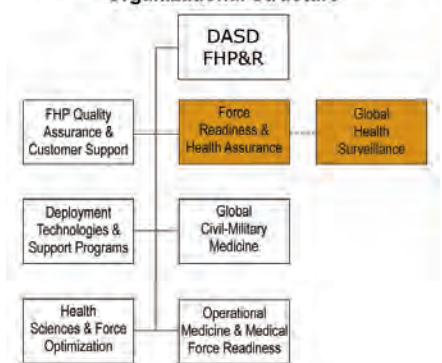 Organizational Structure
DASD
FHP&R
FHP Quality
Assurance &
Customer Support
Force
Readiness &
Health Assurance
Global
Health
Surveillance
Deployment
Technologies &
Support Programs
Global
Civil-Military
Medicine
Health
Sciences & Force
Optimization
Operational
Medicine & Medical
Force Readiness